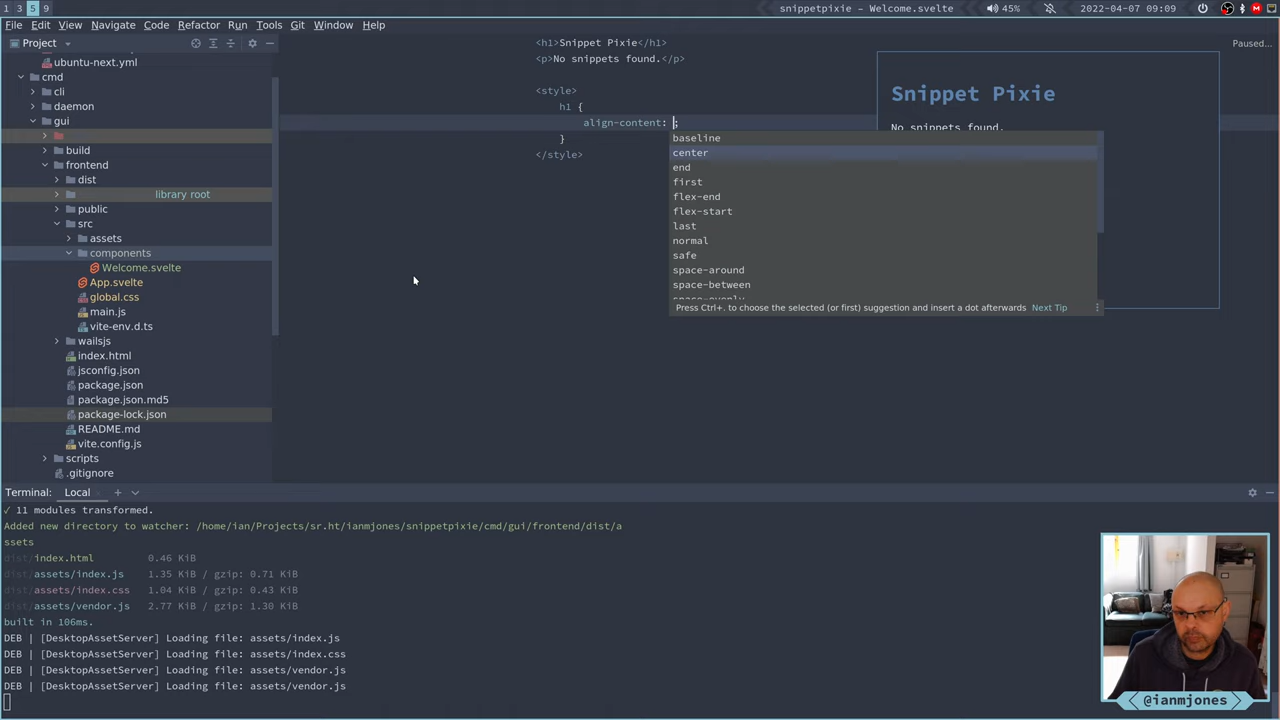 1 3 5 9
snippetpixie – Welcome.svelte
45%
2022-04-07 09:09
File Edit View Navigate Code Refactor Run Tools Git Window Help
Project
ubuntu-next.yml
cmd
cli
daemon
gui
build
frontend
dist
library root
public
src
assets
components
Welcome.svelte
App.svelte
global.css
main.js
vite-env.d.ts
wailsjs
index.html
jsconfig.json
package.json
package.json.md5
package-lock.json
README.md
vite.config.js
scripts
.gitignore
<h1>Snippet Pixie</h1>
<p>No snippets found.</p>
<style>
h1 {
align-content: ;
}
</style>
baseline
center
end
first
flex-end
flex-start
last
normal
safe
space-around
space-between
space-evenly
Press Ctrl+. to choose the selected (or first) suggestion and insert a dot afterwards Next Tip
Paused...
Snippet Pixie
No snippets found.
Terminal: Local
✓ 11 modules transformed.
Added new directory to watcher: /home/ian/Projects/sr.ht/ianmjones/snippetpixie/cmd/gui/frontend/dist/a
ssets
dist/index.html 0.46 KiB
dist/assets/index.js 1.35 KiB / gzip: 0.71 KiB
dist/assets/index.css 1.04 KiB / gzip: 0.43 KiB
dist/assets/vendor.js 2.77 KiB / gzip: 1.30 KiB
built in 106ms.
DEB | [DesktopAssetServer] Loading file: assets/index.js
DEB | [DesktopAssetServer] Loading file: assets/index.css
DEB | [DesktopAssetServer] Loading file: assets/vendor.js
DEB | [DesktopAssetServer] Loading file: assets/vendor.js
@ianmjones